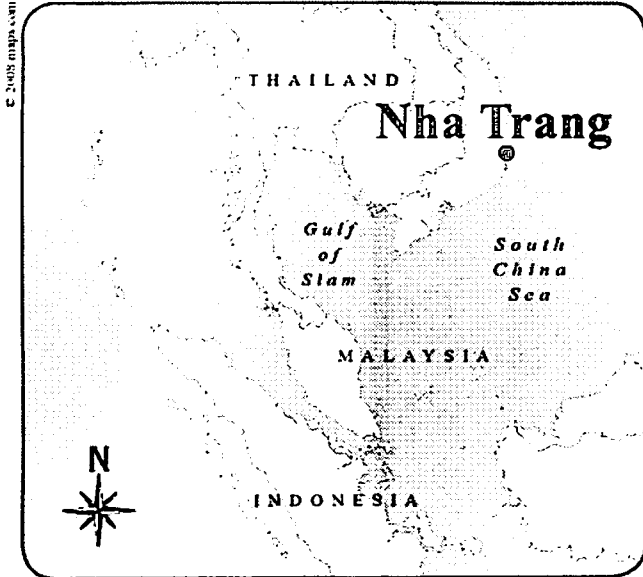 © 2008 maps.com
THAILAND
Nha Trang
Gulf
of
Siam
South
China
Sea
MALAYSIA
N
INDONESIA